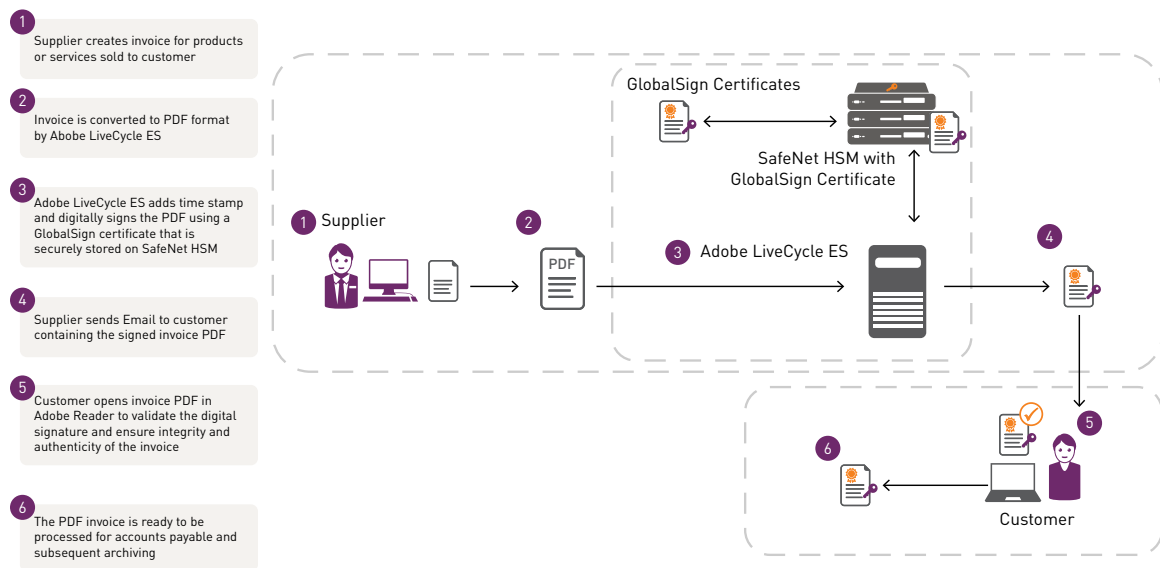 1
Supplier creates invoice for products
or services sold to customer
2
Invoice is converted to PDF format
by Abobe LiveCycle ES
3
Adobe LiveCycle ES adds time stamp
and digitally signs the PDF using a
GlobalSign certificate that is
securely stored on SafeNet HSM
4
Supplier sends Email to customer
containing the signed invoice PDF
5
Customer opens invoice PDF in
Adobe Reader to validate the digital
signature and ensure integrity and
authenticity of the invoice
6
The PDF invoice is ready to be
processed for accounts payable and
subsequent archiving
GlobalSign Certificates
SafeNet HSM with
GlobalSign Certificate
1 Supplier
2
PDF
3 Adobe LiveCycle ES
4
5
6
Customer